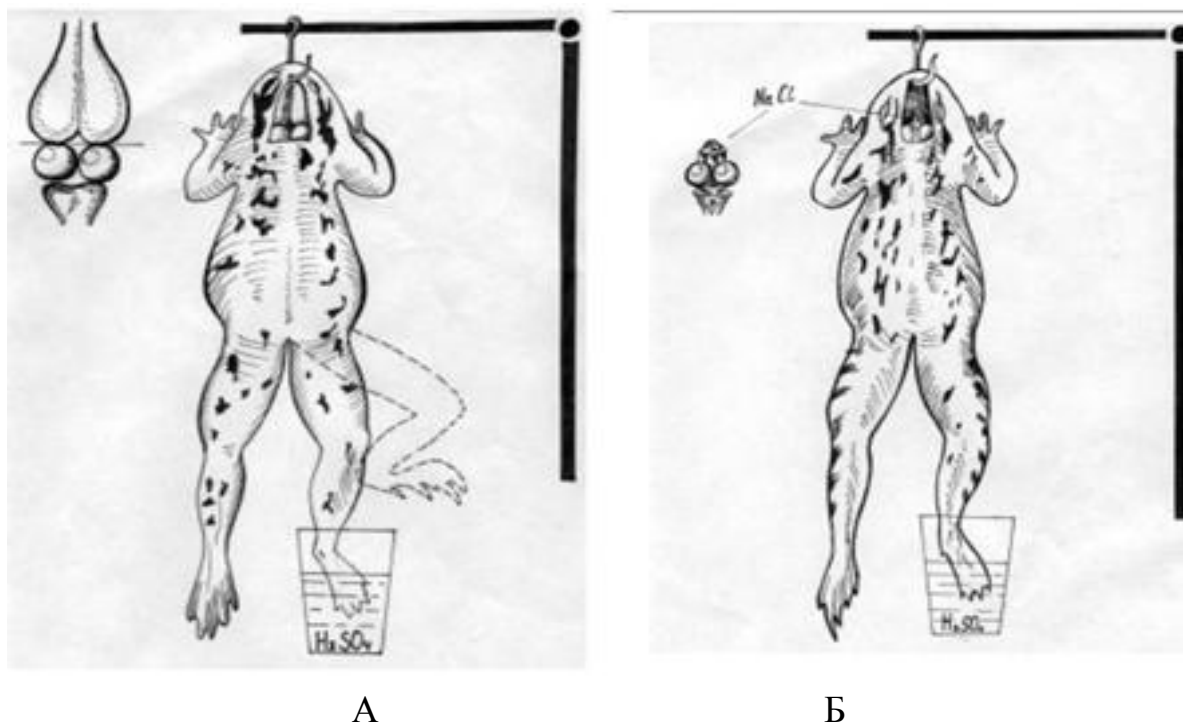 NaCl
H₂SO₄
H₂SO₄
А
Б